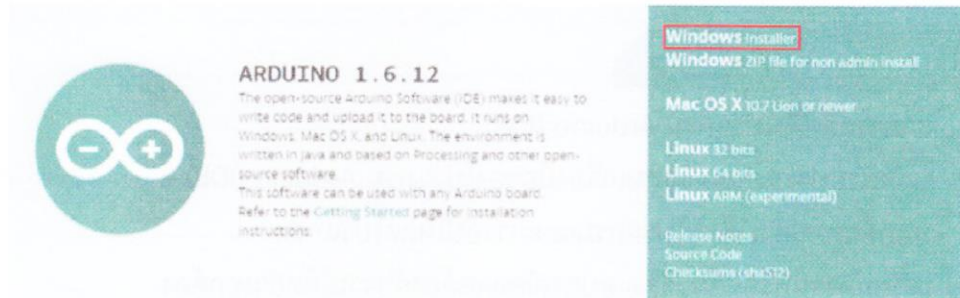 ARDUINO 1.6.12
The open-source Arduino Software (IDE) makes it easy to
write code and upload it to the board. It runs on
Windows, Mac OS X, and Linux. The environment is
written in Java and based on Processing and other open-
source software.
This software can be used with any Arduino board.
Refer to the Getting Started page for Installation
instructions.
Windows Installer
Windows ZIP file for non admin install
Mac OS X 10.7 Lion or newer
Linux 32 bits
Linux 64 bits
Linux ARM (experimental)
Release Notes
Source Code
Checksums (sha512)